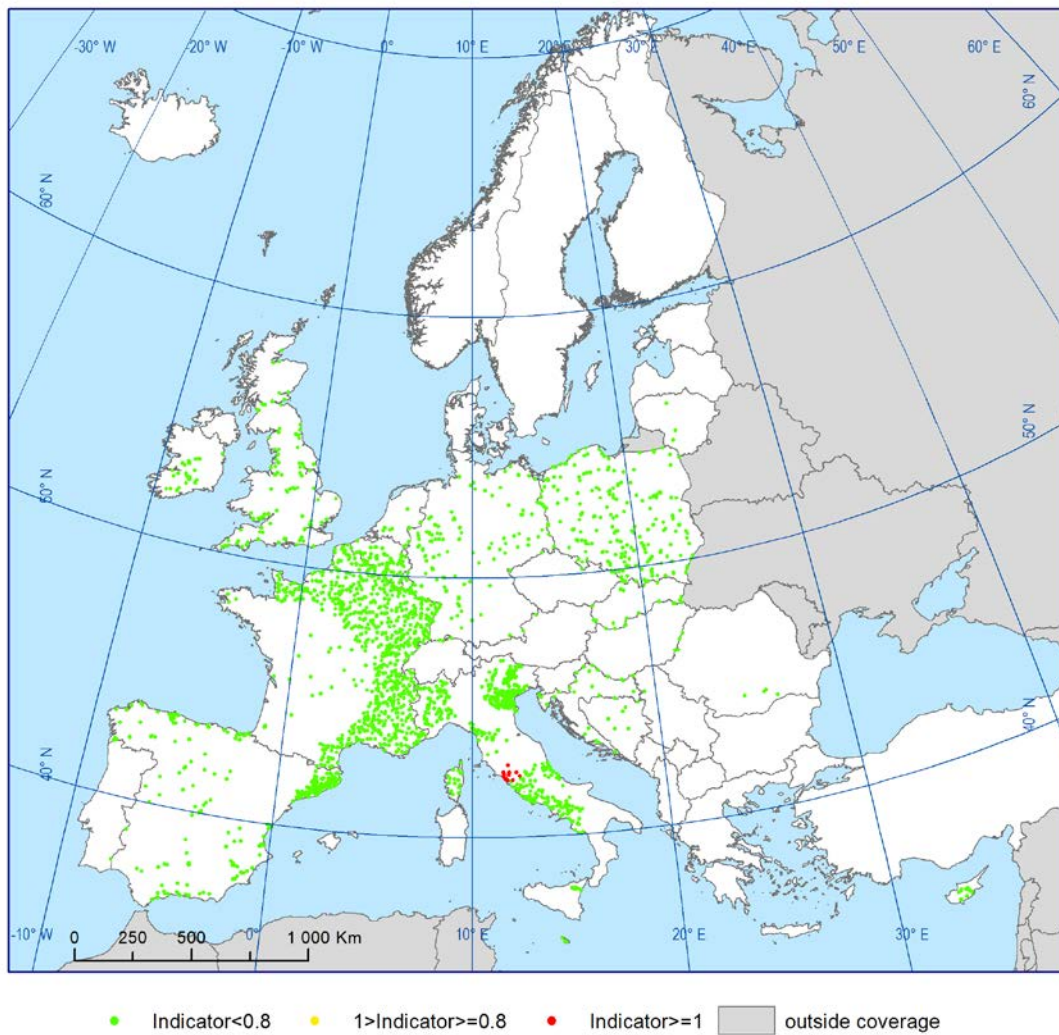 -30° W -20° W -10° W 0° 10° E 20° E 30° E 40° E 50° E 60° E
60° N 60° N
50° N 50° N
40° N 40° N
-10° W 0° 10° E 20° E 30° E
0 250 500 1 000 Km
Indicator<0.8 1>Indicator>=0.8 Indicator>=1 outside coverage